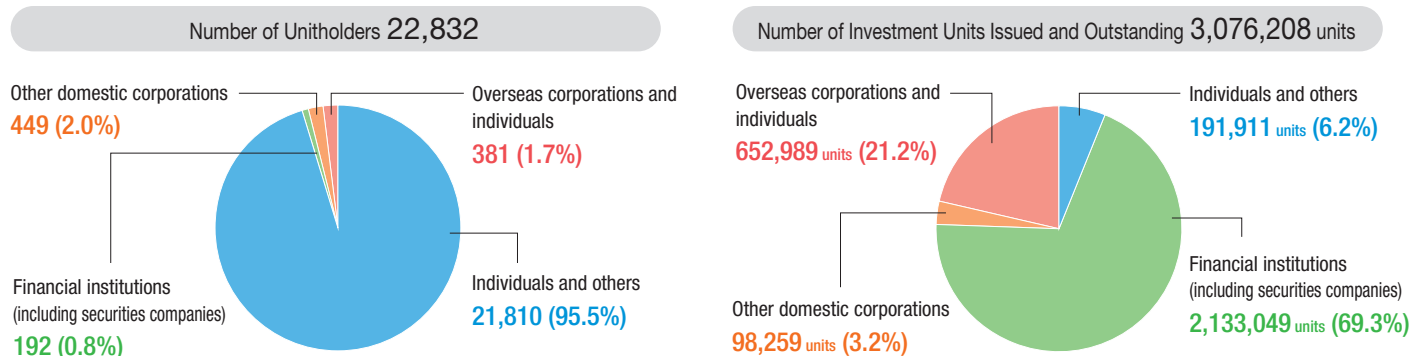 Number of Unitholders 22,832
Other domestic corporations
449 (2.0%)
Overseas corporations and
individuals
381 (1.7%)
Financial institutions
(including securities companies)
192 (0.8%)
Individuals and others
21,810 (95.5%)
Number of Investment Units Issued and Outstanding 3,076,208 units
Overseas corporations and
individuals
652,989 units (21.2%)
Individuals and others
191,911 units (6.2%)
Other domestic corporations
98,259 units (3.2%)
Financial institutions
(including securities companies)
2,133,049 units (69.3%)